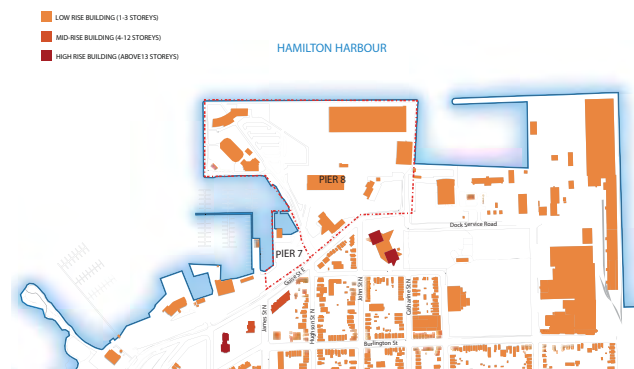 LOW RISE BUILDING (1-3 STOREYS)
MID-RISE BUILDING (4-12 STOREYS)
HIGH RISE BUILDING (ABOVE13 STOREYS)
HAMILTON HARBOUR
PIER 8
Dock Service Road
PIER 7
Guise St E
James St N
Hughson St N
John St N
Catharine St N
Burlington St